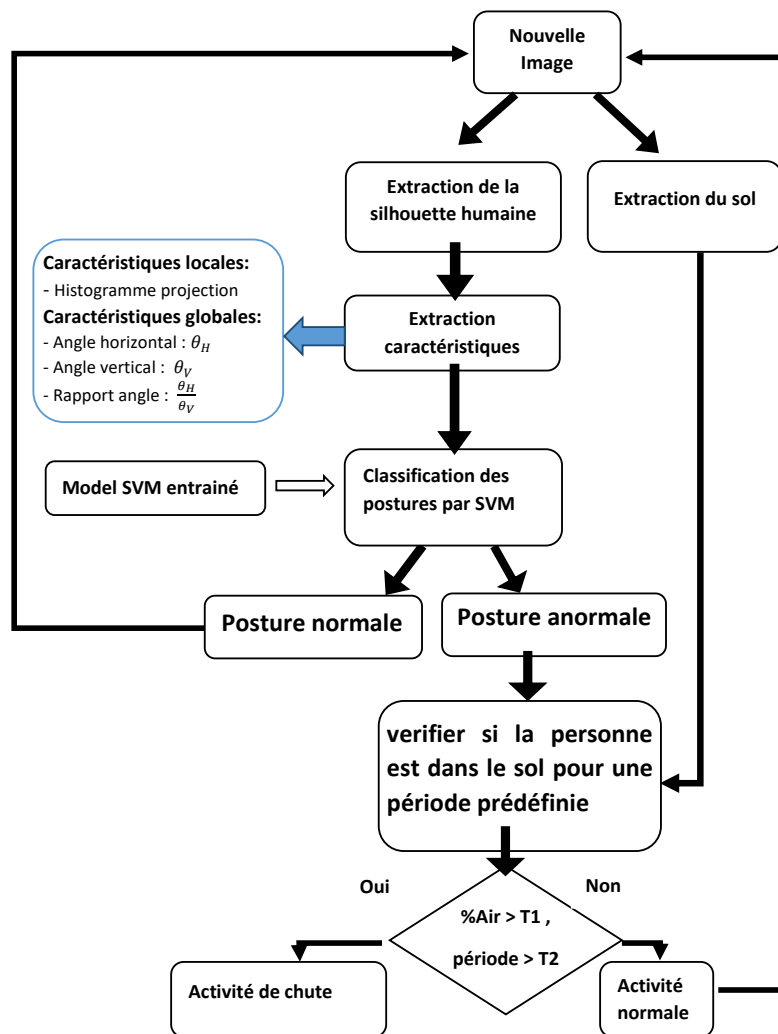 Nouvelle
Image
Extraction de la
silhouette humaine
Extraction du sol
Caractéristiques locales:
- Histogramme projection
Caractéristiques globales:
- Angle horizontal : θ_H
- Angle vertical : θ_V
- Rapport angle : θ_H/θ_V
Extraction
caractéristiques
Model SVM entrainé
Classification des
postures par SVM
Posture normale
Posture anormale
verifier si la personne
est dans le sol pour une
période prédéfinie
Oui
Non
%Air > T1 ,
période > T2
Activité de chute
Activité
normale